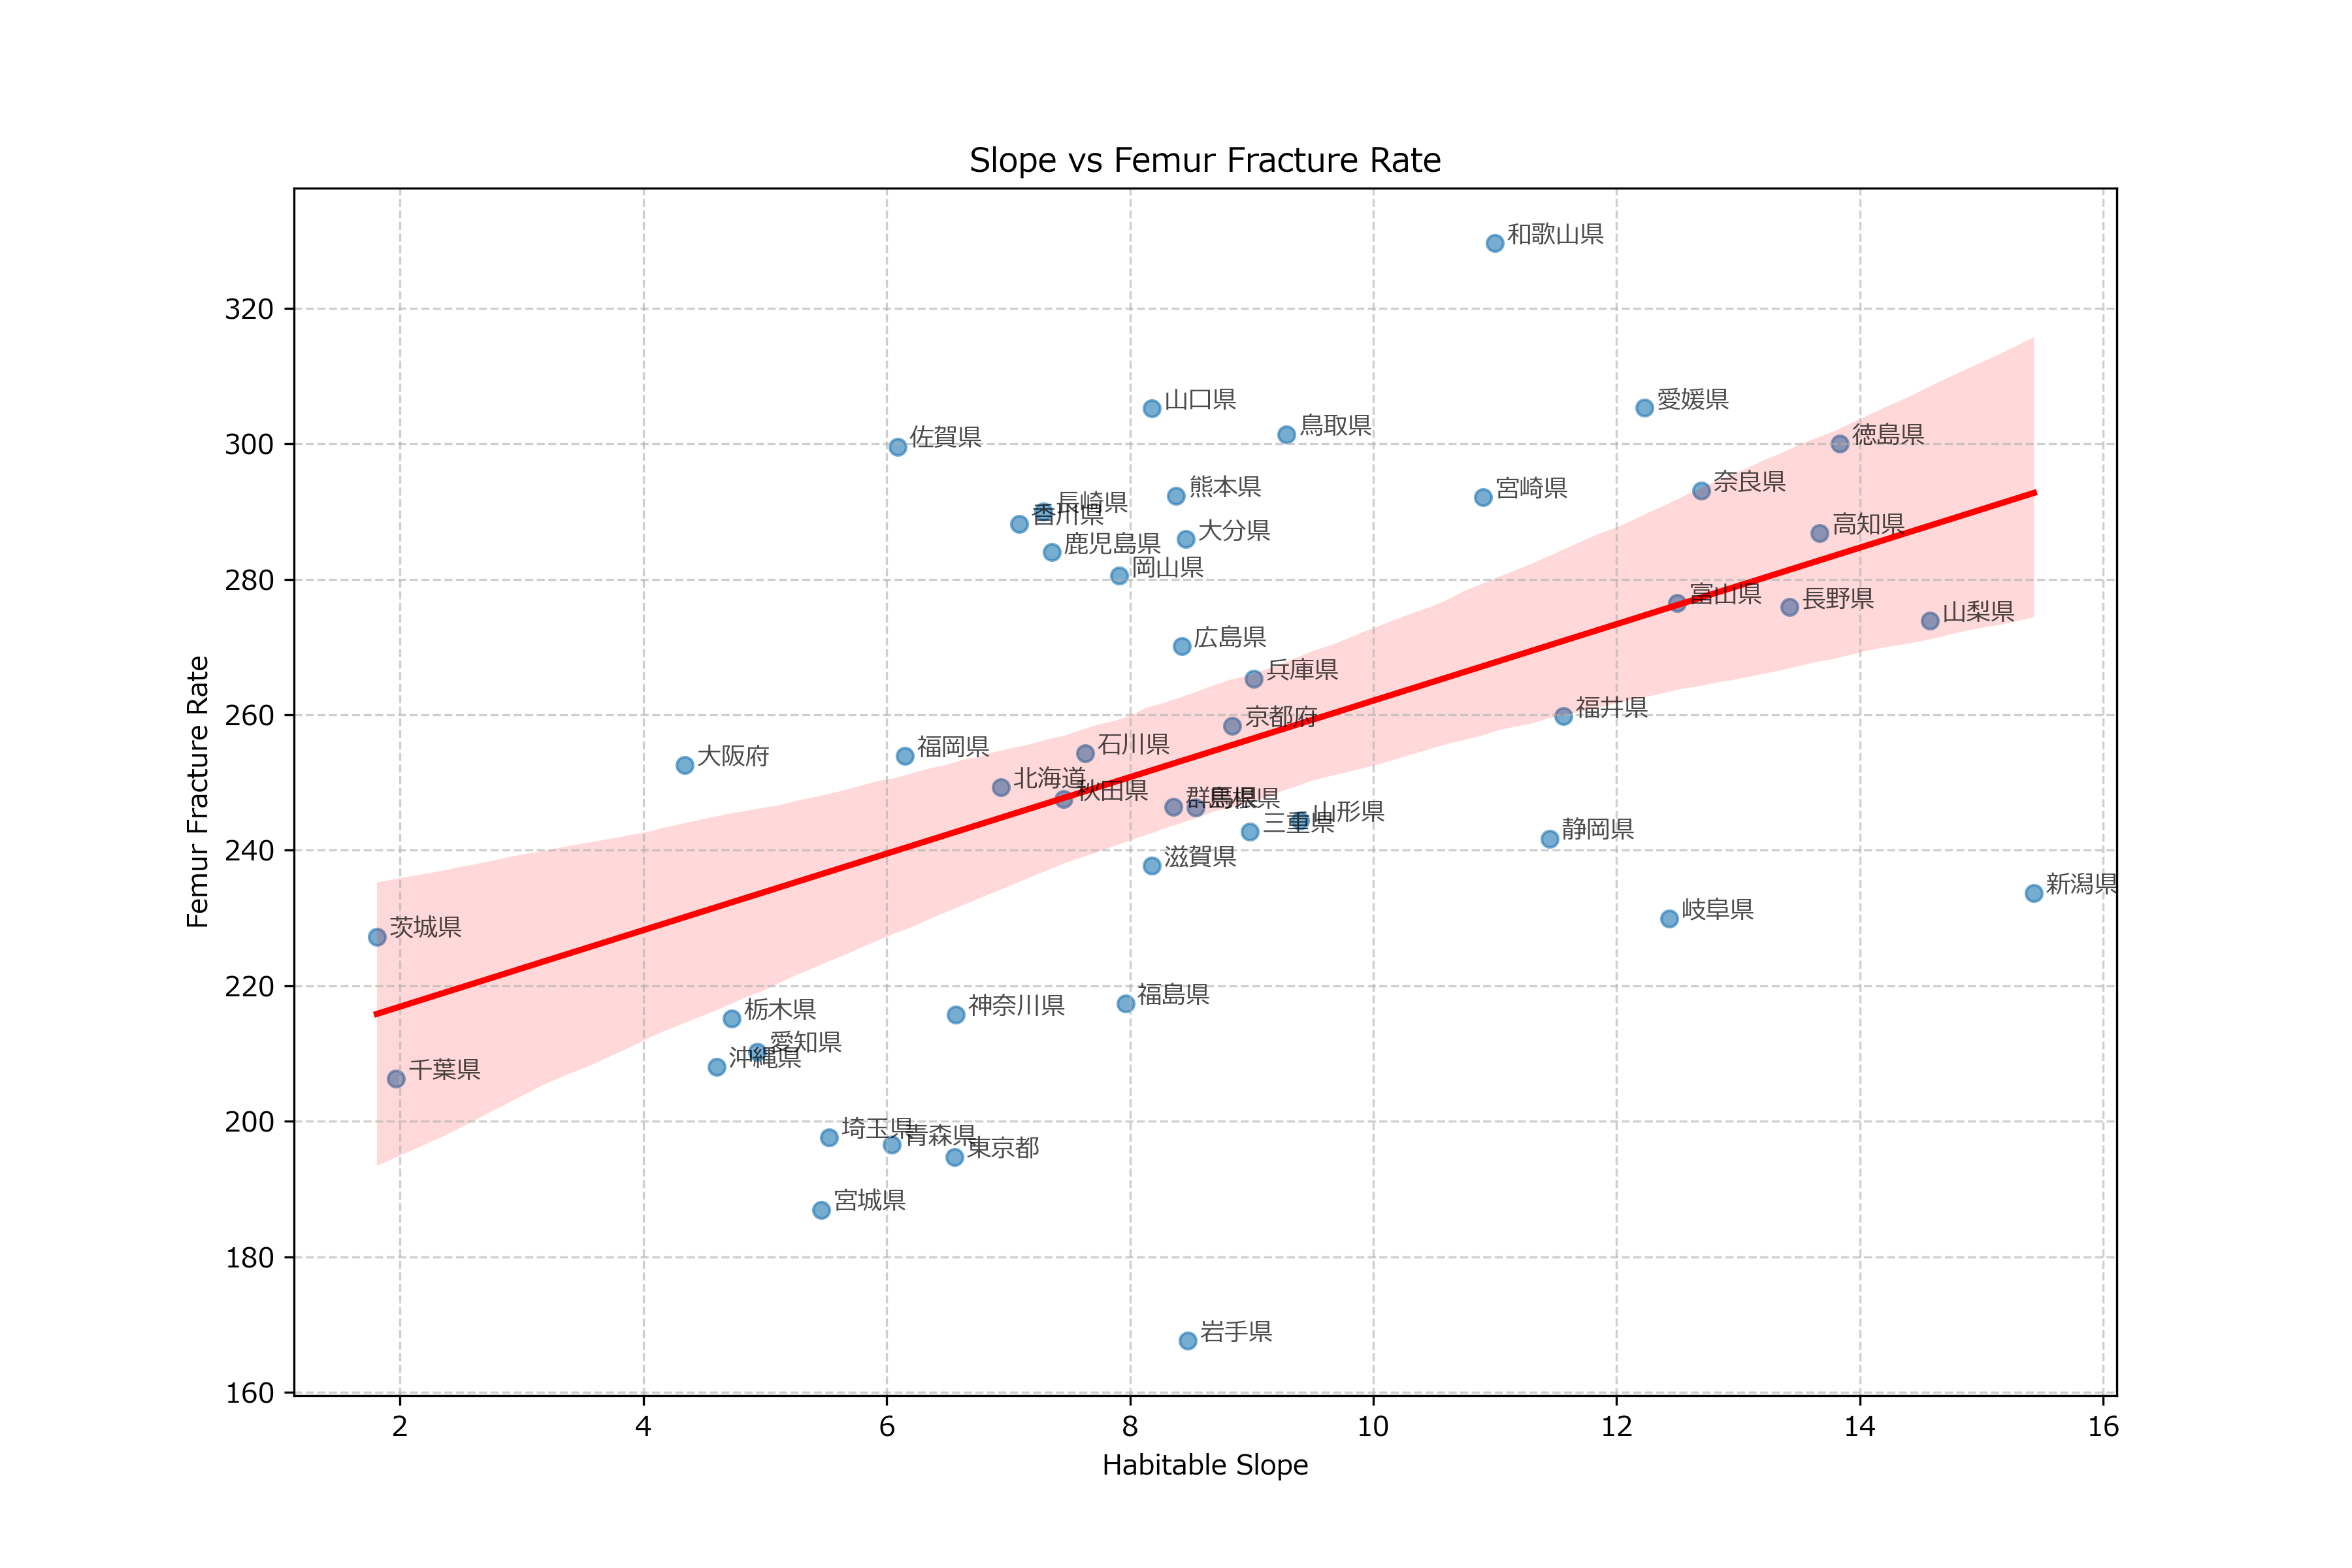 Slope vs Femur Fracture Rate
和歌山県
320
山口県
愛媛県
鳥取県
佐賀県
徳島県
300
熊本県
宮崎県
奈良県
長崎県
香川県
大分県
高知県
鹿児島県
岡山県
280
富山県
長野県
山梨県
広島県
兵庫県
福井県
京都府
260
石川県
福岡県
大阪府
北海道
秋田県
群馬県
島根県
山形県
三重県
静岡県
240
滋賀県
新潟県
岐阜県
茨城県
220
福島県
神奈川県
栃木県
愛知県
沖縄県
千葉県
200
埼玉県
青森県
東京都
宮城県
180
岩手県
160
Femur Fracture Rate
2 4 6 8 10 12 14 16
Habitable Slope